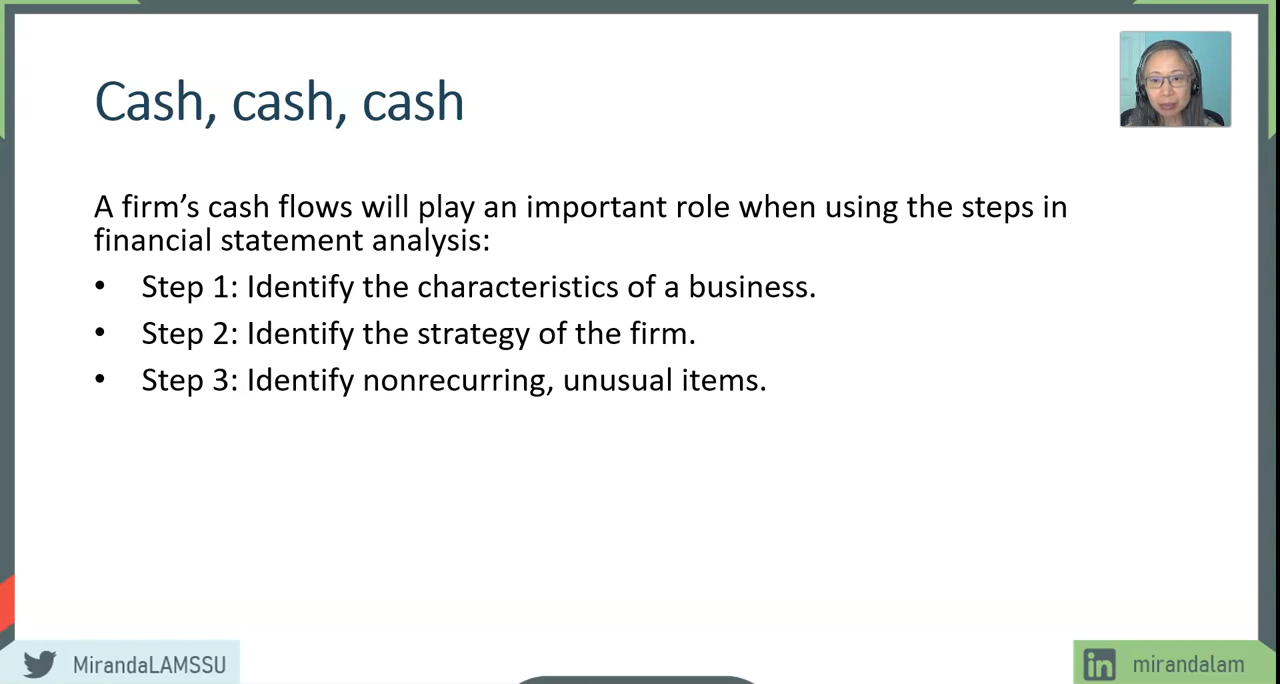 Cash, cash, cash
A firm’s cash flows will play an important role when using the steps in
financial statement analysis:
• Step 1: Identify the characteristics of a business.
• Step 2: Identify the strategy of the firm.
• Step 3: Identify nonrecurring, unusual items.
MirandaLAMSSU
in mirandalam